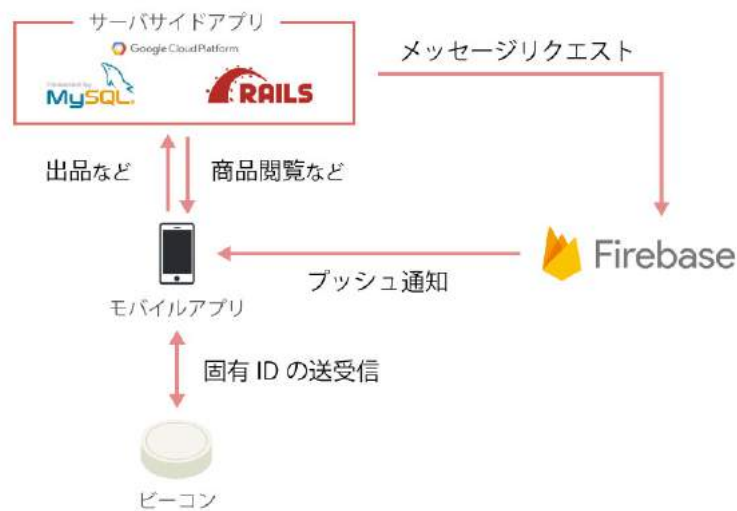 サーバサイドアプリ
Google Cloud Platform
Powered by
MySQL®
RAILS
メッセージリクエスト
出品など
商品閲覧など
Firebase
プッシュ通知
モバイルアプリ
固有 ID の送受信
ビーコン